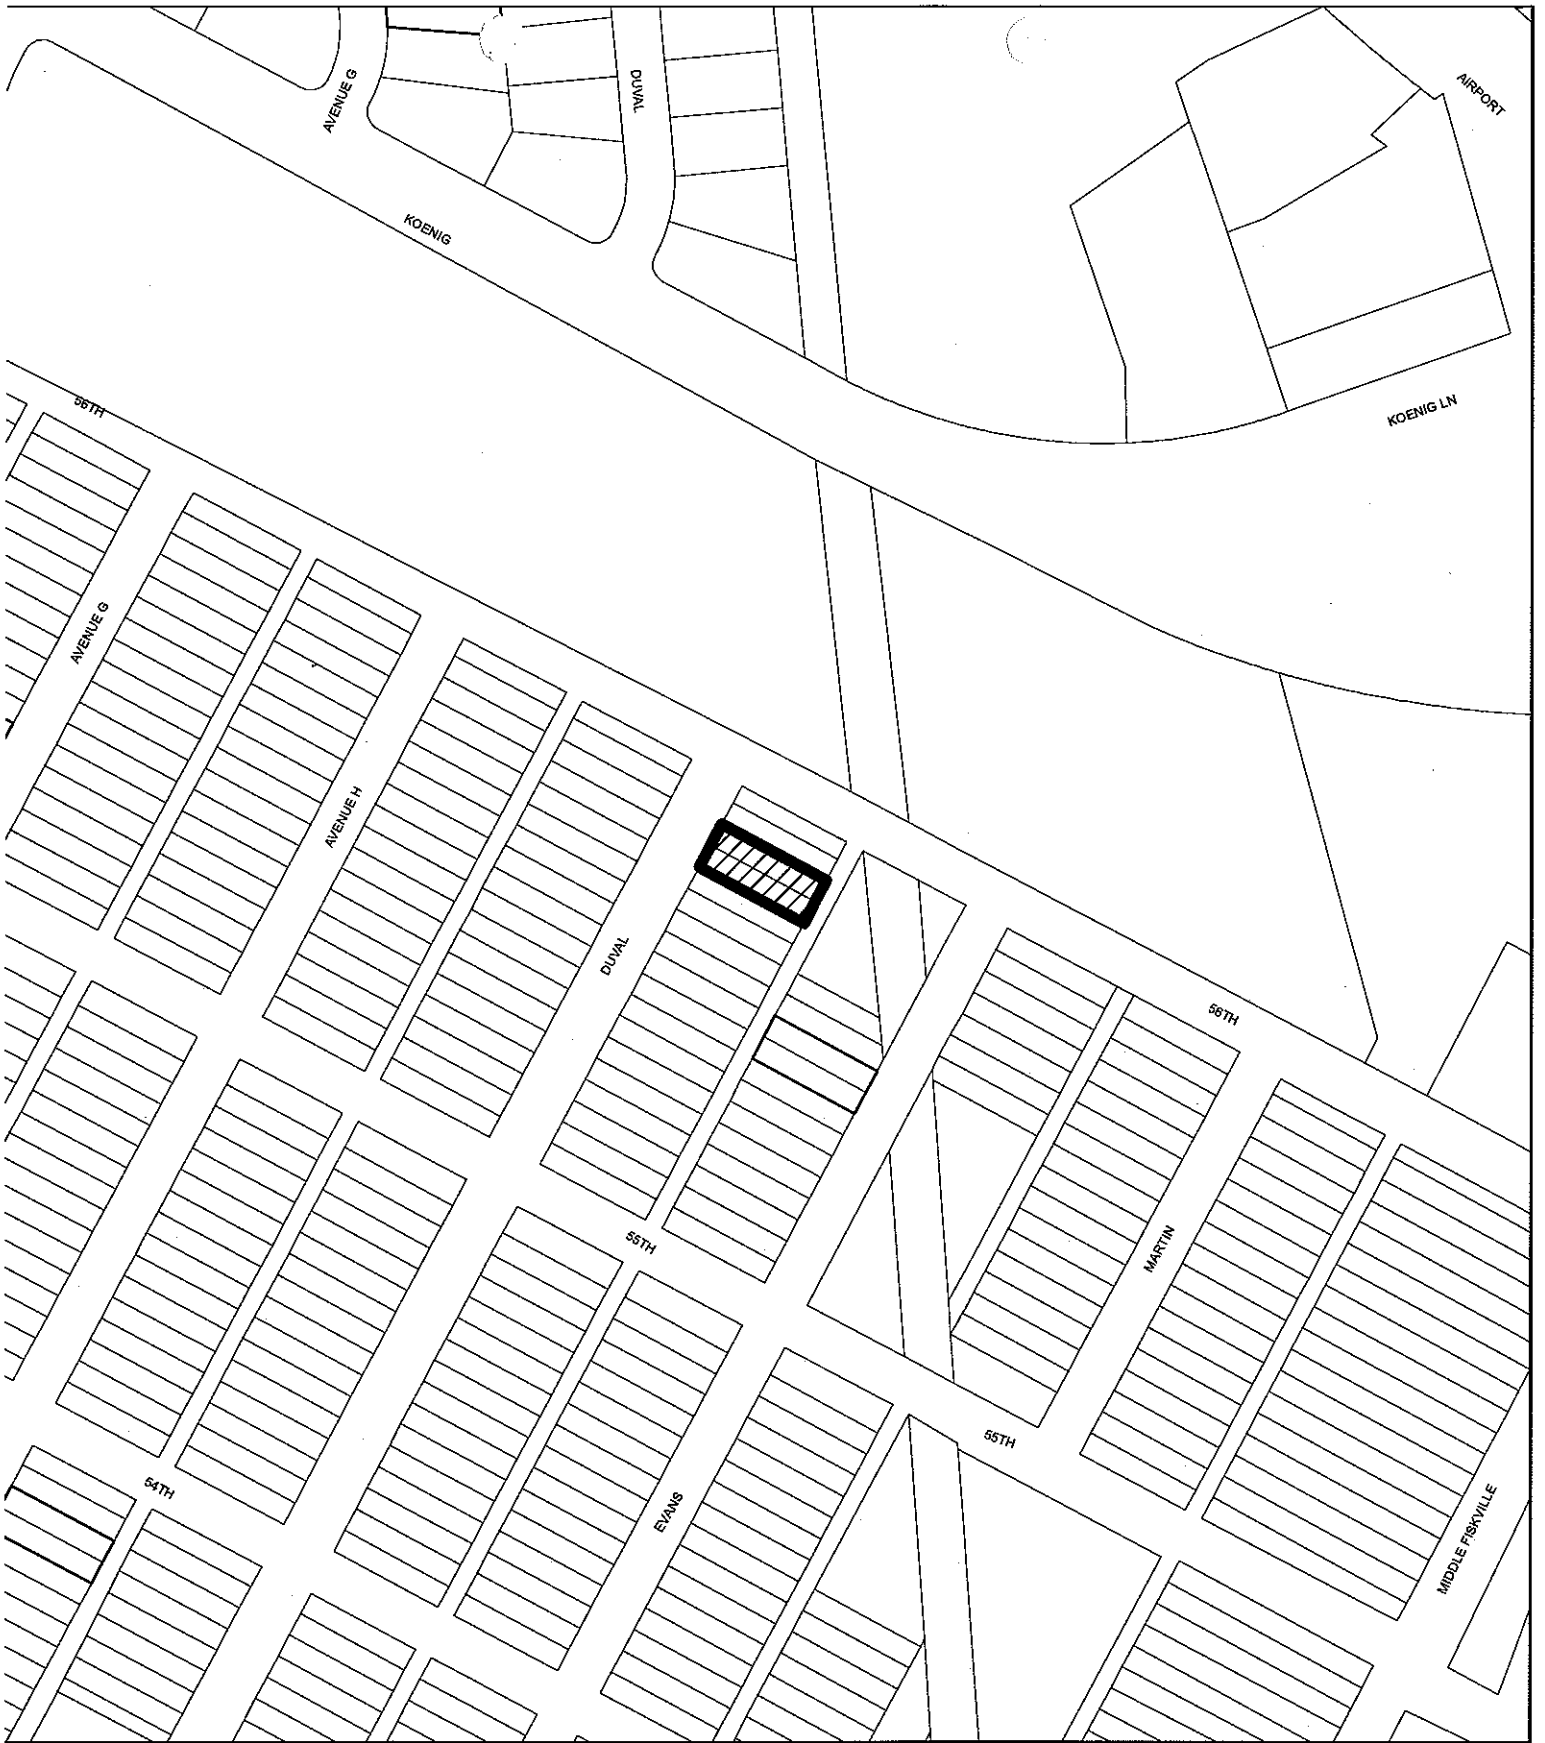 AVENUE G
DUVAL
AIRPORT
KOENIG
KOENIG LN
56TH
AVENUE G
AVENUE H
DUVAL
56TH
55TH
MARTIN
55TH
54TH
EVANS
MIDDLE FISKVILLE